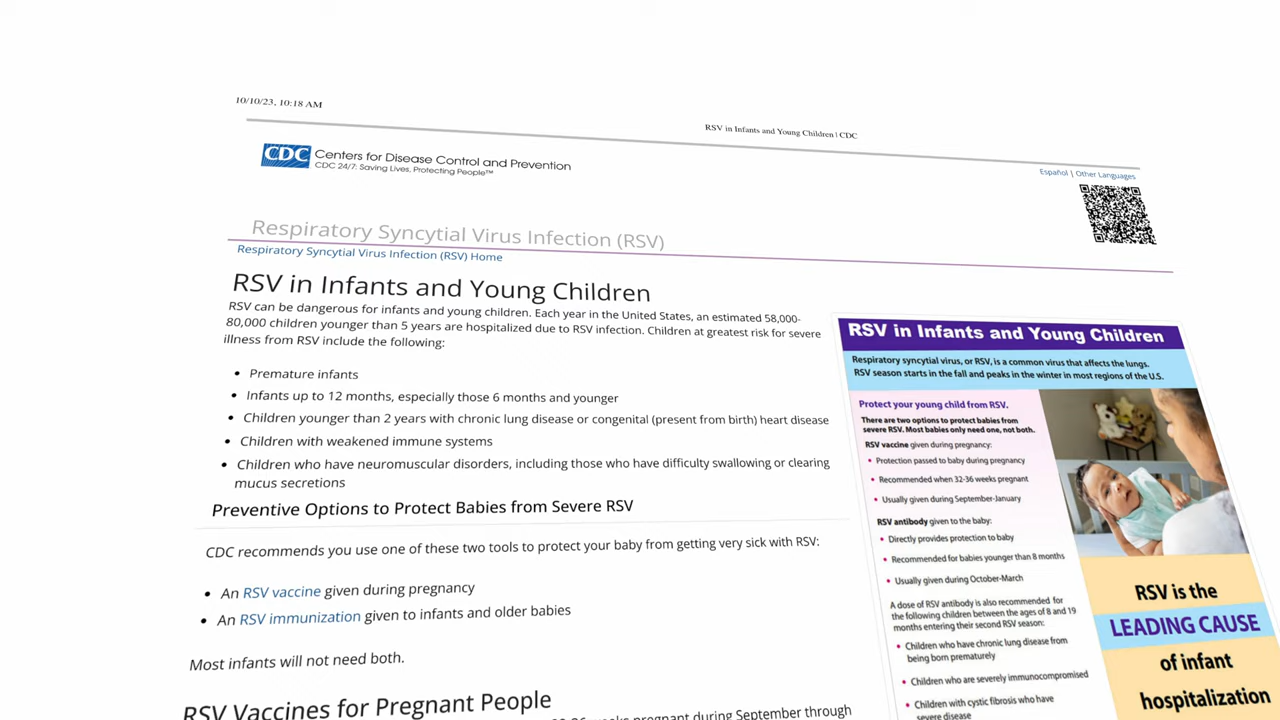 10/10/23, 10:18 AM
RSV in Infants and Young Children | CDC
CDC Centers for Disease Control and Prevention
CDC 24/7: Saving Lives, Protecting People™
Español | Other Languages
Respiratory Syncytial Virus Infection (RSV)
Respiratory Syncytial Virus Infection (RSV) Home
RSV in Infants and Young Children
RSV can be dangerous for infants and young children. Each year in the United States, an estimated 58,000-
80,000 children younger than 5 years are hospitalized due to RSV infection. Children at greatest risk for severe
illness from RSV include the following:
• Premature infants
• Infants up to 12 months, especially those 6 months and younger
• Children younger than 2 years with chronic lung disease or congenital (present from birth) heart disease
• Children with weakened immune systems
• Children who have neuromuscular disorders, including those who have difficulty swallowing or clearing
mucus secretions
Preventive Options to Protect Babies from Severe RSV
CDC recommends you use one of these two tools to protect your baby from getting very sick with RSV:
• An RSV vaccine given during pregnancy
• An RSV immunization given to infants and older babies
Most infants will not need both.
RSV Vaccines for Pregnant People
weeks pregnant during September through
RSV in Infants and Young Children
Respiratory syncytial virus, or RSV, is a common virus that affects the lungs.
RSV season starts in the fall and peaks in the winter in most regions of the U.S.
Protect your young child from RSV.
There are two options to protect babies from
severe RSV. Most babies only need one, not both.
RSV vaccine given during pregnancy:
• Protection passed to baby during pregnancy
• Recommended when 32-36 weeks pregnant
• Usually given during September-January
RSV antibody given to the baby:
• Directly provides protection to baby
• Recommended for babies younger than 8 months
• Usually given during October-March
A dose of RSV antibody is also recommended for
the following children between the ages of 8 and 19
months entering their second RSV season:
• Children who have chronic lung disease from
being born prematurely
• Children who are severely immunocompromised
• Children with cystic fibrosis who have
severe disease
RSV is the
LEADING CAUSE
of infant
hospitalization